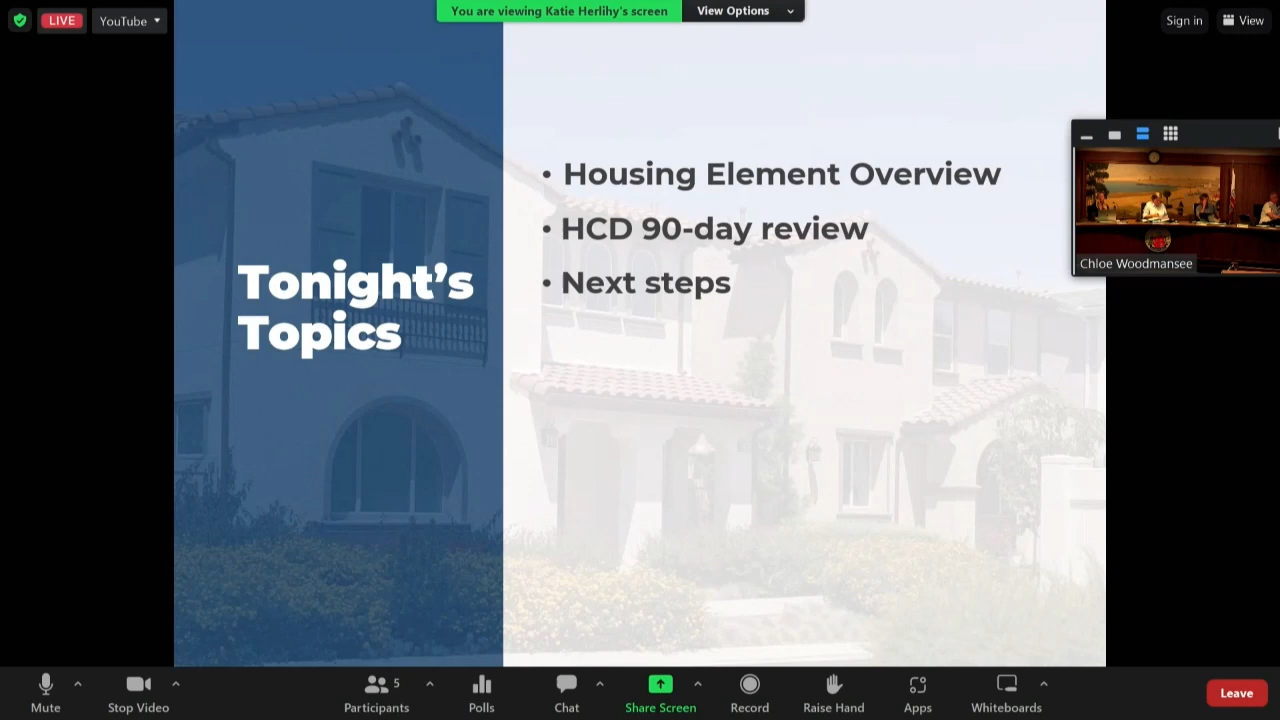 LIVE
YouTube
You are viewing Katie Herlihy's screen
View Options
Sign in
View
Tonight's
Topics
• Housing Element Overview
• HCD 90-day review
• Next steps
Chloe Woodmansee
Mute
Stop Video
5
Participants
Polls
Chat
Share Screen
Record
Raise Hand
Apps
Whiteboards
Leave